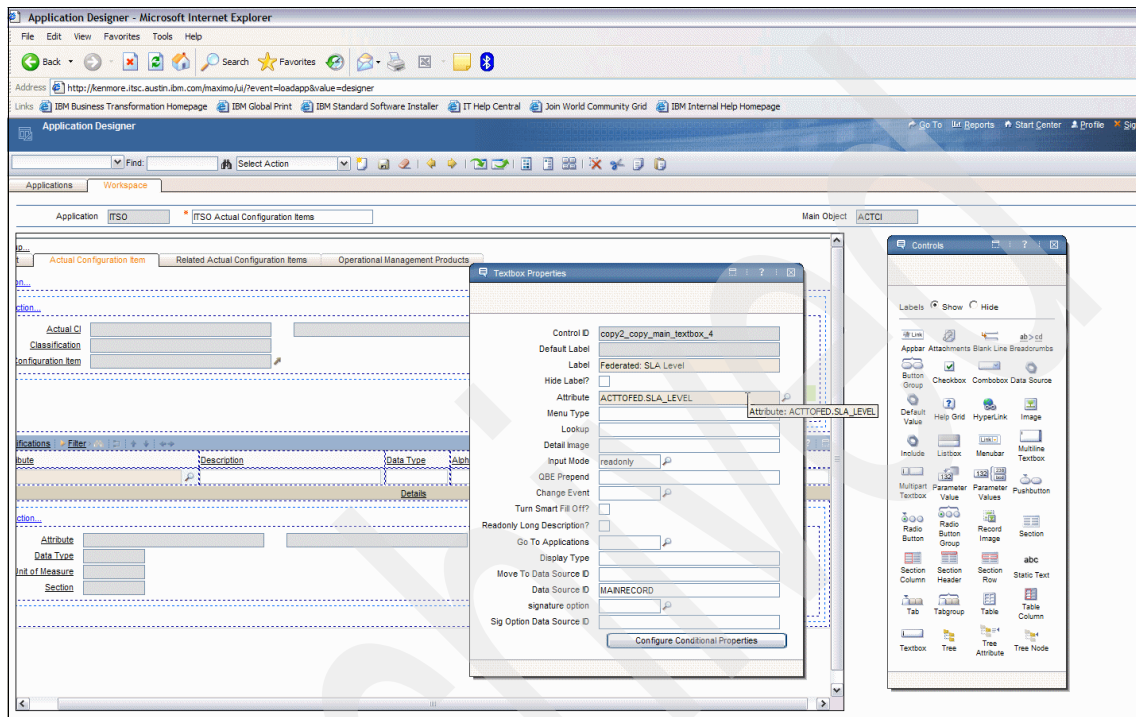 Application Designer - Microsoft Internet Explorer
File Edit View Favorites Tools Help
Back Search Favorites
Address http://kenmore.itsc.austin.ibm.com/maximo/ui/?event=loadapp&value=designer
Links IBM Business Transformation Homepage IBM Global Print IBM Standard Software Installer IT Help Central Join World Community Grid IBM Internal Help Homepage
Application Designer Go To Reports Start Center Profile Sig
Find: Select Action
Applications Workspace
Application ITSO * ITSO Actual Configuration Items Main Object ACTCI
up...
t Actual Configuration Item Related Actual Configuration Items Operational Management Products
on...
ction...
Actual CI
Classification
Configuration Item
ifications Filter
ibute Description Data Type Alph
Details
ction...
Attribute
Data Type
Unit of Measure
Section
Textbox Properties
Control ID copy2_copy_main_textbox_4
Default Label
Label Federated: SLA Level
Hide Label?
Attribute ACTTOFED.SLA_LEVEL
Attribute: ACTTOFED.SLA_LEVEL
Menu Type
Lookup
Detail Image
Input Mode readonly
QBE Prepend
Change Event
Turn Smart Fill Off?
Readonly Long Description?
Go To Applications
Display Type
Move To Data Source ID
Data Source ID MAINRECORD
signature option
Sig Option Data Source ID
Configure Conditional Properties
Controls
Labels Show Hide
Appbar Attachments Blank Line Breadcrumbs
Button Group Checkbox Combobox Data Source
Default Value Help Grid HyperLink Image
Include Listbox Menubar Multiline Textbox
Multipart Textbox Parameter Value Parameter Values Pushbutton
Radio Button Radio Button Group Record Image Section
Section Column Section Header Section Row Static Text
Tab Tabgroup Table Table Column
Textbox Tree Tree Attribute Tree Node